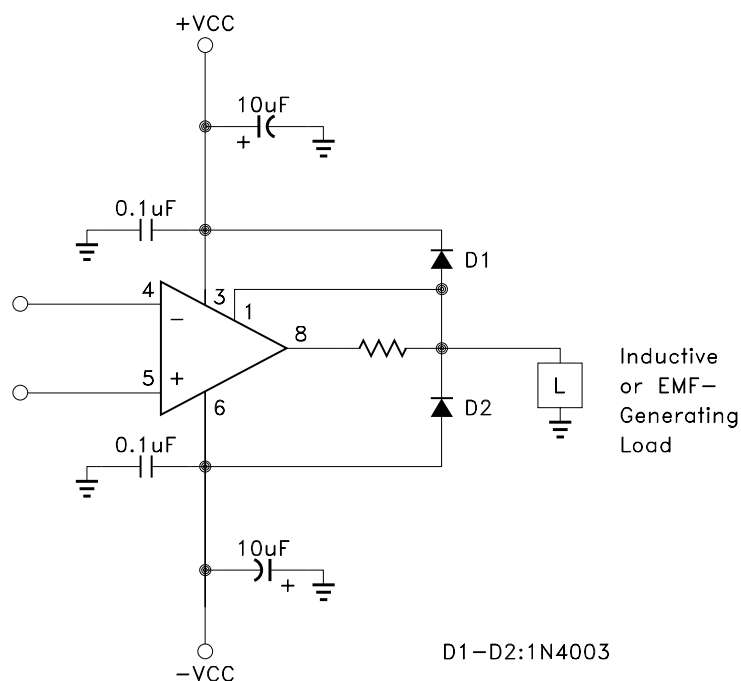 +VCC
10uF
+
0.1uF
D1
4
3
1
−
8
5
+
6
D2
L
Inductive
or EMF−
Generating
Load
0.1uF
10uF
+
D1−D2:1N4003
−VCC